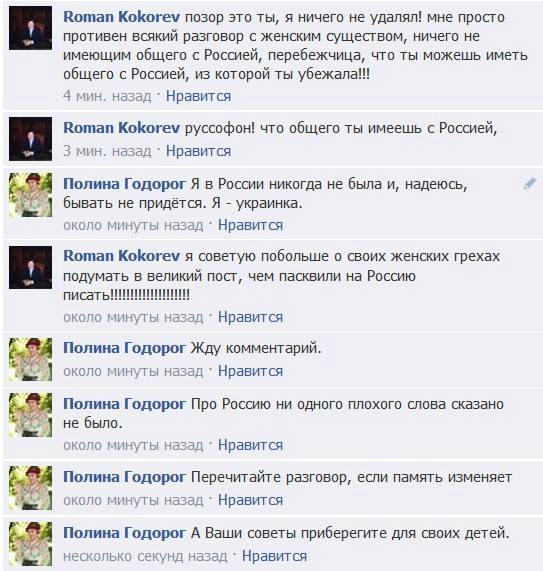 Roman Kokorev позор это ты, я ничего не удалял! мне просто
противен всякий разговор с женским существом, ничего не
имеющим общего с Россией, перебежчица, что ты можешь иметь
общего с Россией, из которой ты убежала!!!
4 мин. назад · Нравится
Roman Kokorev руссофон! что общего ты имеешь с Россией,
3 мин. назад · Нравится
Полина Годорог Я в России никогда не была и, надеюсь,
бывать не придётся. Я - украинка.
около минуты назад · Нравится
Roman Kokorev я советую побольше о своих женских грехах
подумать в великий пост, чем пасквили на Россию
писать!!!!!!!!!!!!!!!!!!!!
около минуты назад · Нравится
Полина Годорог Жду комментарий.
около минуты назад · Нравится
Полина Годорог Про Россию ни одного плохого слова сказано
не было.
около минуты назад · Нравится
Полина Годорог Перечитайте разговор, если память изменяет
около минуты назад · Нравится
Полина Годорог А Ваши советы приберегите для своих детей.
несколько секунд назад · Нравится